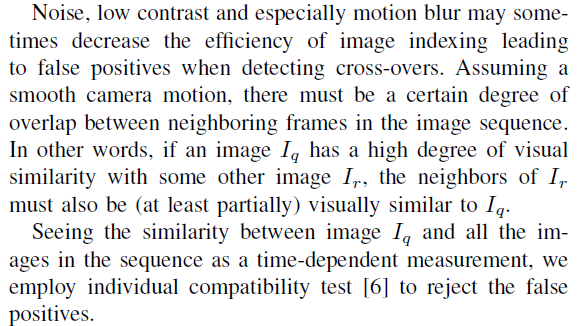 Noise, low contrast and especially motion blur may some-
times decrease the efficiency of image indexing leading
to false positives when detecting cross-overs. Assuming a
smooth camera motion, there must be a certain degree of
overlap between neighboring frames in the image sequence.
In other words, if an image I_q has a high degree of visual
similarity with some other image I_r, the neighbors of I_r
must also be (at least partially) visually similar to I_q.
Seeing the similarity between image I_q and all the im-
ages in the sequence as a time-dependent measurement, we
employ individual compatibility test [6] to reject the false
positives.